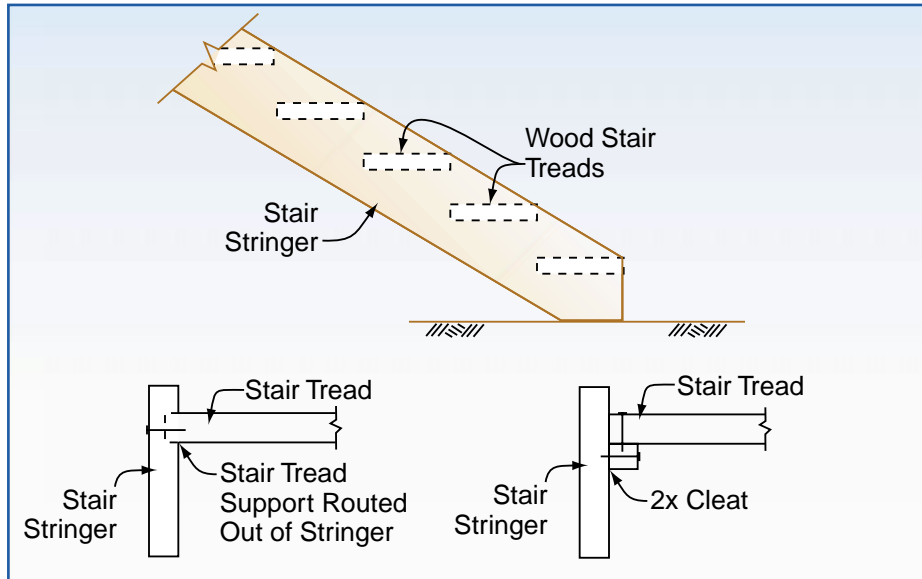 Wood Stair
Treads
Stair
Stringer
Stair Tread
Stair Tread
Support Routed
Out of Stringer
Stair
Stringer
Stair Tread
2x Cleat
Stair
Stringer